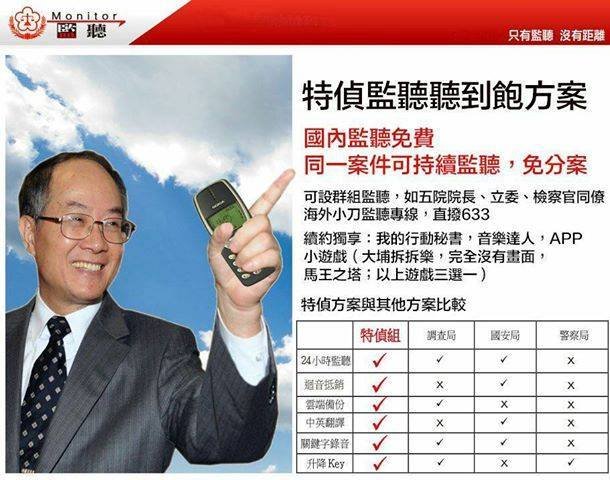 Monitor
監聽
只有監聽 沒有距離
特偵監聽聽到飽方案
國內監聽免費
同一案件可持續監聽，免分案
可設群組監聽，如五院院長、立委、檢察官同僚
海外小刀監聽專線，直撥633
續約獨享：我的行動秘書，音樂達人，APP
小遊戲（大埔拆拆樂，完全沒有畫面，
馬王之塔；以上遊戲三選一）
特偵方案與其他方案比較
特偵組 調查局 國安局 警察局
24小時監聽 ✓ ✓ ✓ x
迴音抵銷 ✓ x ✓ x
雲端備份 ✓ ✓ x x
中英翻譯 ✓ x ✓ x
關鍵字錄音 ✓ ✓ ✓ x
升降Key ✓ ✓ x ✓
NOKIA